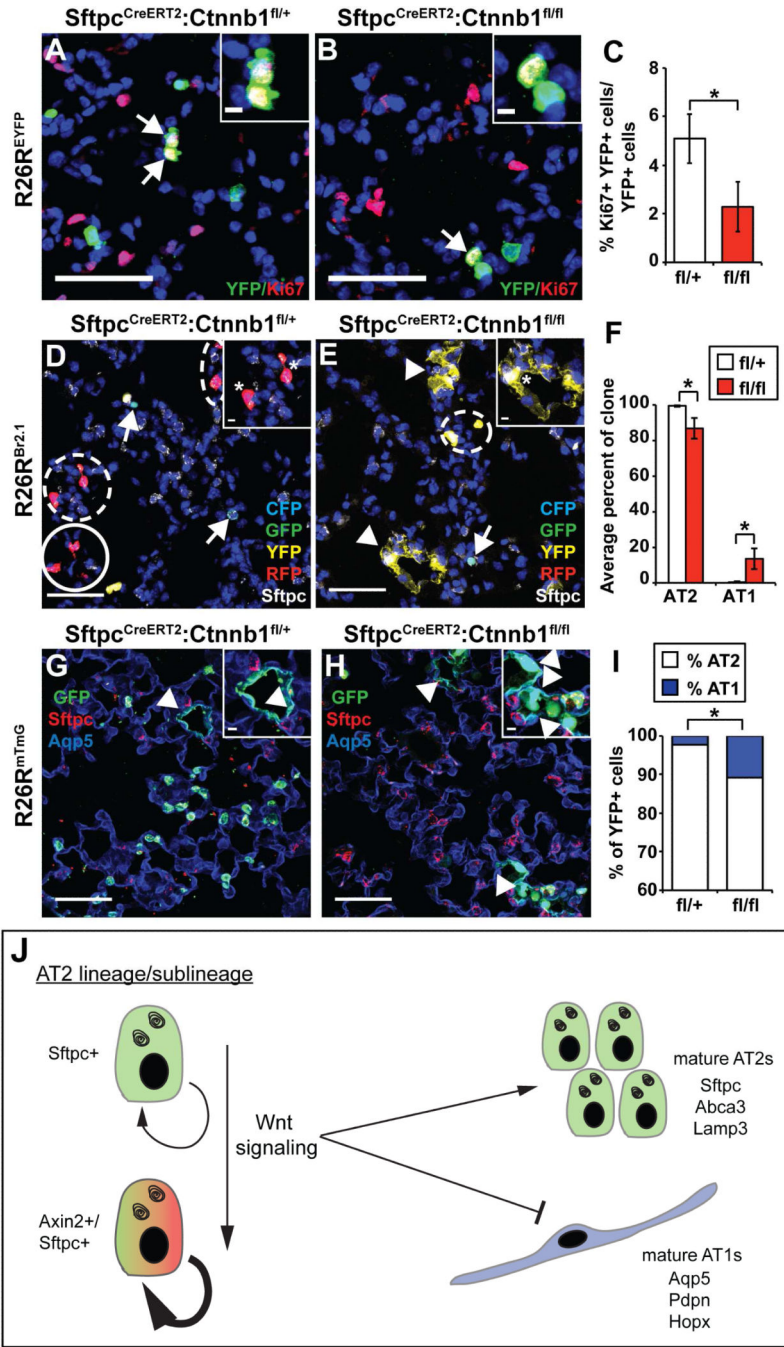 Sftpc^CreERT2:Ctnnb1^fl/+
Sftpc^CreERT2:Ctnnb1^fl/fl
R26R^EYFP
A
YFP/Ki67
B
YFP/Ki67
C
% Ki67+ YFP+ cells/
YFP+ cells
8
6
4
2
0
*
fl/+
fl/fl
Sftpc^CreERT2:Ctnnb1^fl/+
Sftpc^CreERT2:Ctnnb1^fl/fl
R26R^Br2.1
D
*
*
CFP
GFP
YFP
RFP
Sftpc
E
*
CFP
GFP
YFP
RFP
Sftpc
F
fl/+
fl/fl
Average percent of clone
100
80
60
40
20
0
*
*
AT2
AT1
Sftpc^CreERT2:Ctnnb1^fl/+
Sftpc^CreERT2:Ctnnb1^fl/fl
R26R^mTmG
G
GFP
Sftpc
Aqp5
H
GFP
Sftpc
Aqp5
I
% AT2
% AT1
% of YFP+ cells
100
90
80
70
60
*
fl/+
fl/fl
J
AT2 lineage/sublineage
Sftpc+
Axin2+/
Sftpc+
Wnt
signaling
mature AT2s
Sftpc
Abca3
Lamp3
mature AT1s
Aqp5
Pdpn
Hopx